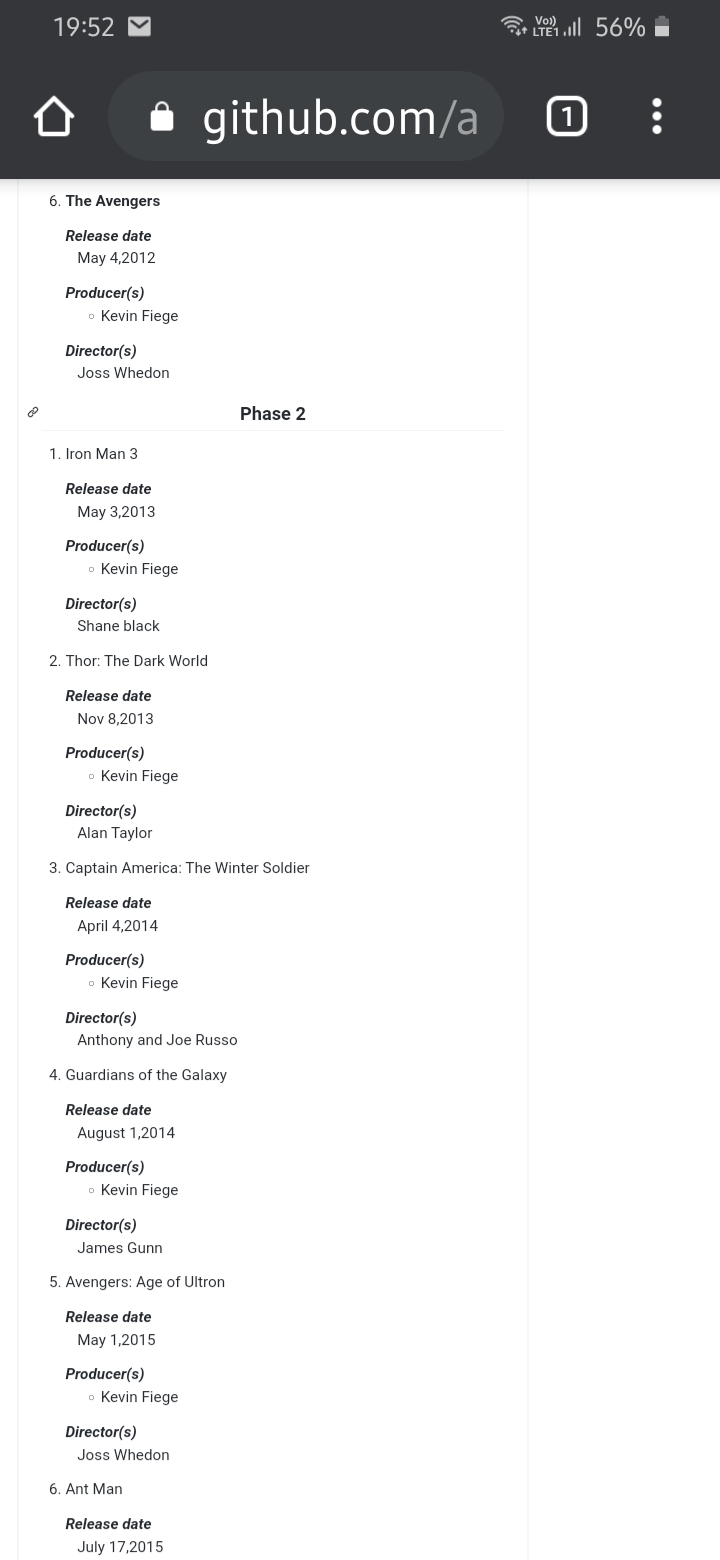 19:52
Vo)) LTE1 56%
github.com/a
1
6. The Avengers
Release date
May 4,2012
Producer(s)
○ Kevin Fiege
Director(s)
Joss Whedon
Phase 2
1. Iron Man 3
Release date
May 3,2013
Producer(s)
○ Kevin Fiege
Director(s)
Shane black
2. Thor: The Dark World
Release date
Nov 8,2013
Producer(s)
○ Kevin Fiege
Director(s)
Alan Taylor
3. Captain America: The Winter Soldier
Release date
April 4,2014
Producer(s)
○ Kevin Fiege
Director(s)
Anthony and Joe Russo
4. Guardians of the Galaxy
Release date
August 1,2014
Producer(s)
○ Kevin Fiege
Director(s)
James Gunn
5. Avengers: Age of Ultron
Release date
May 1,2015
Producer(s)
○ Kevin Fiege
Director(s)
Joss Whedon
6. Ant Man
Release date
July 17,2015